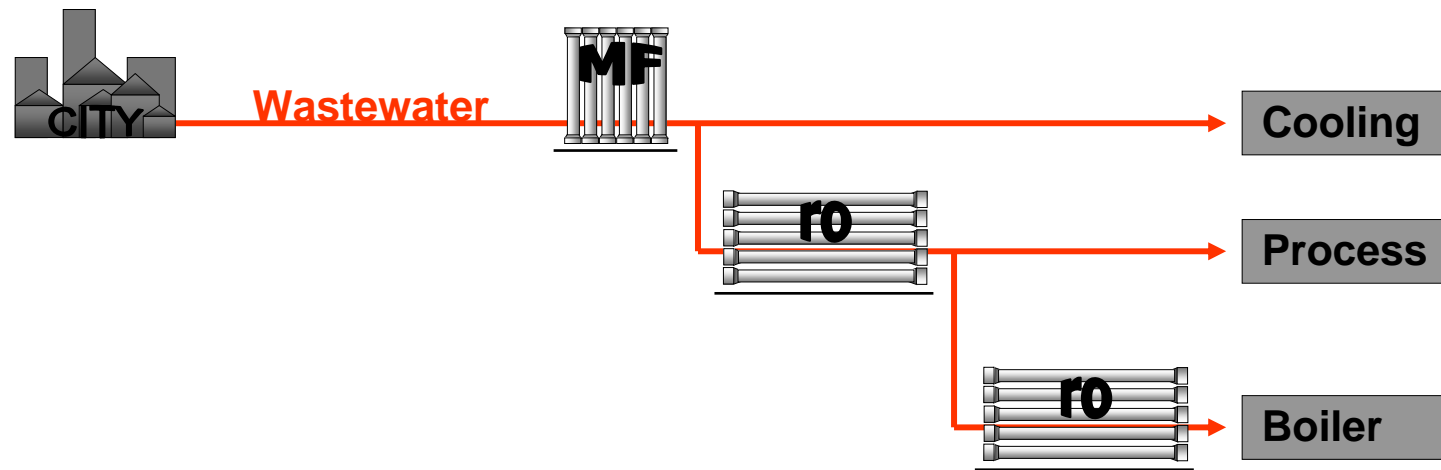 MF
CITY
Wastewater
Cooling
ro
Process
ro
Boiler